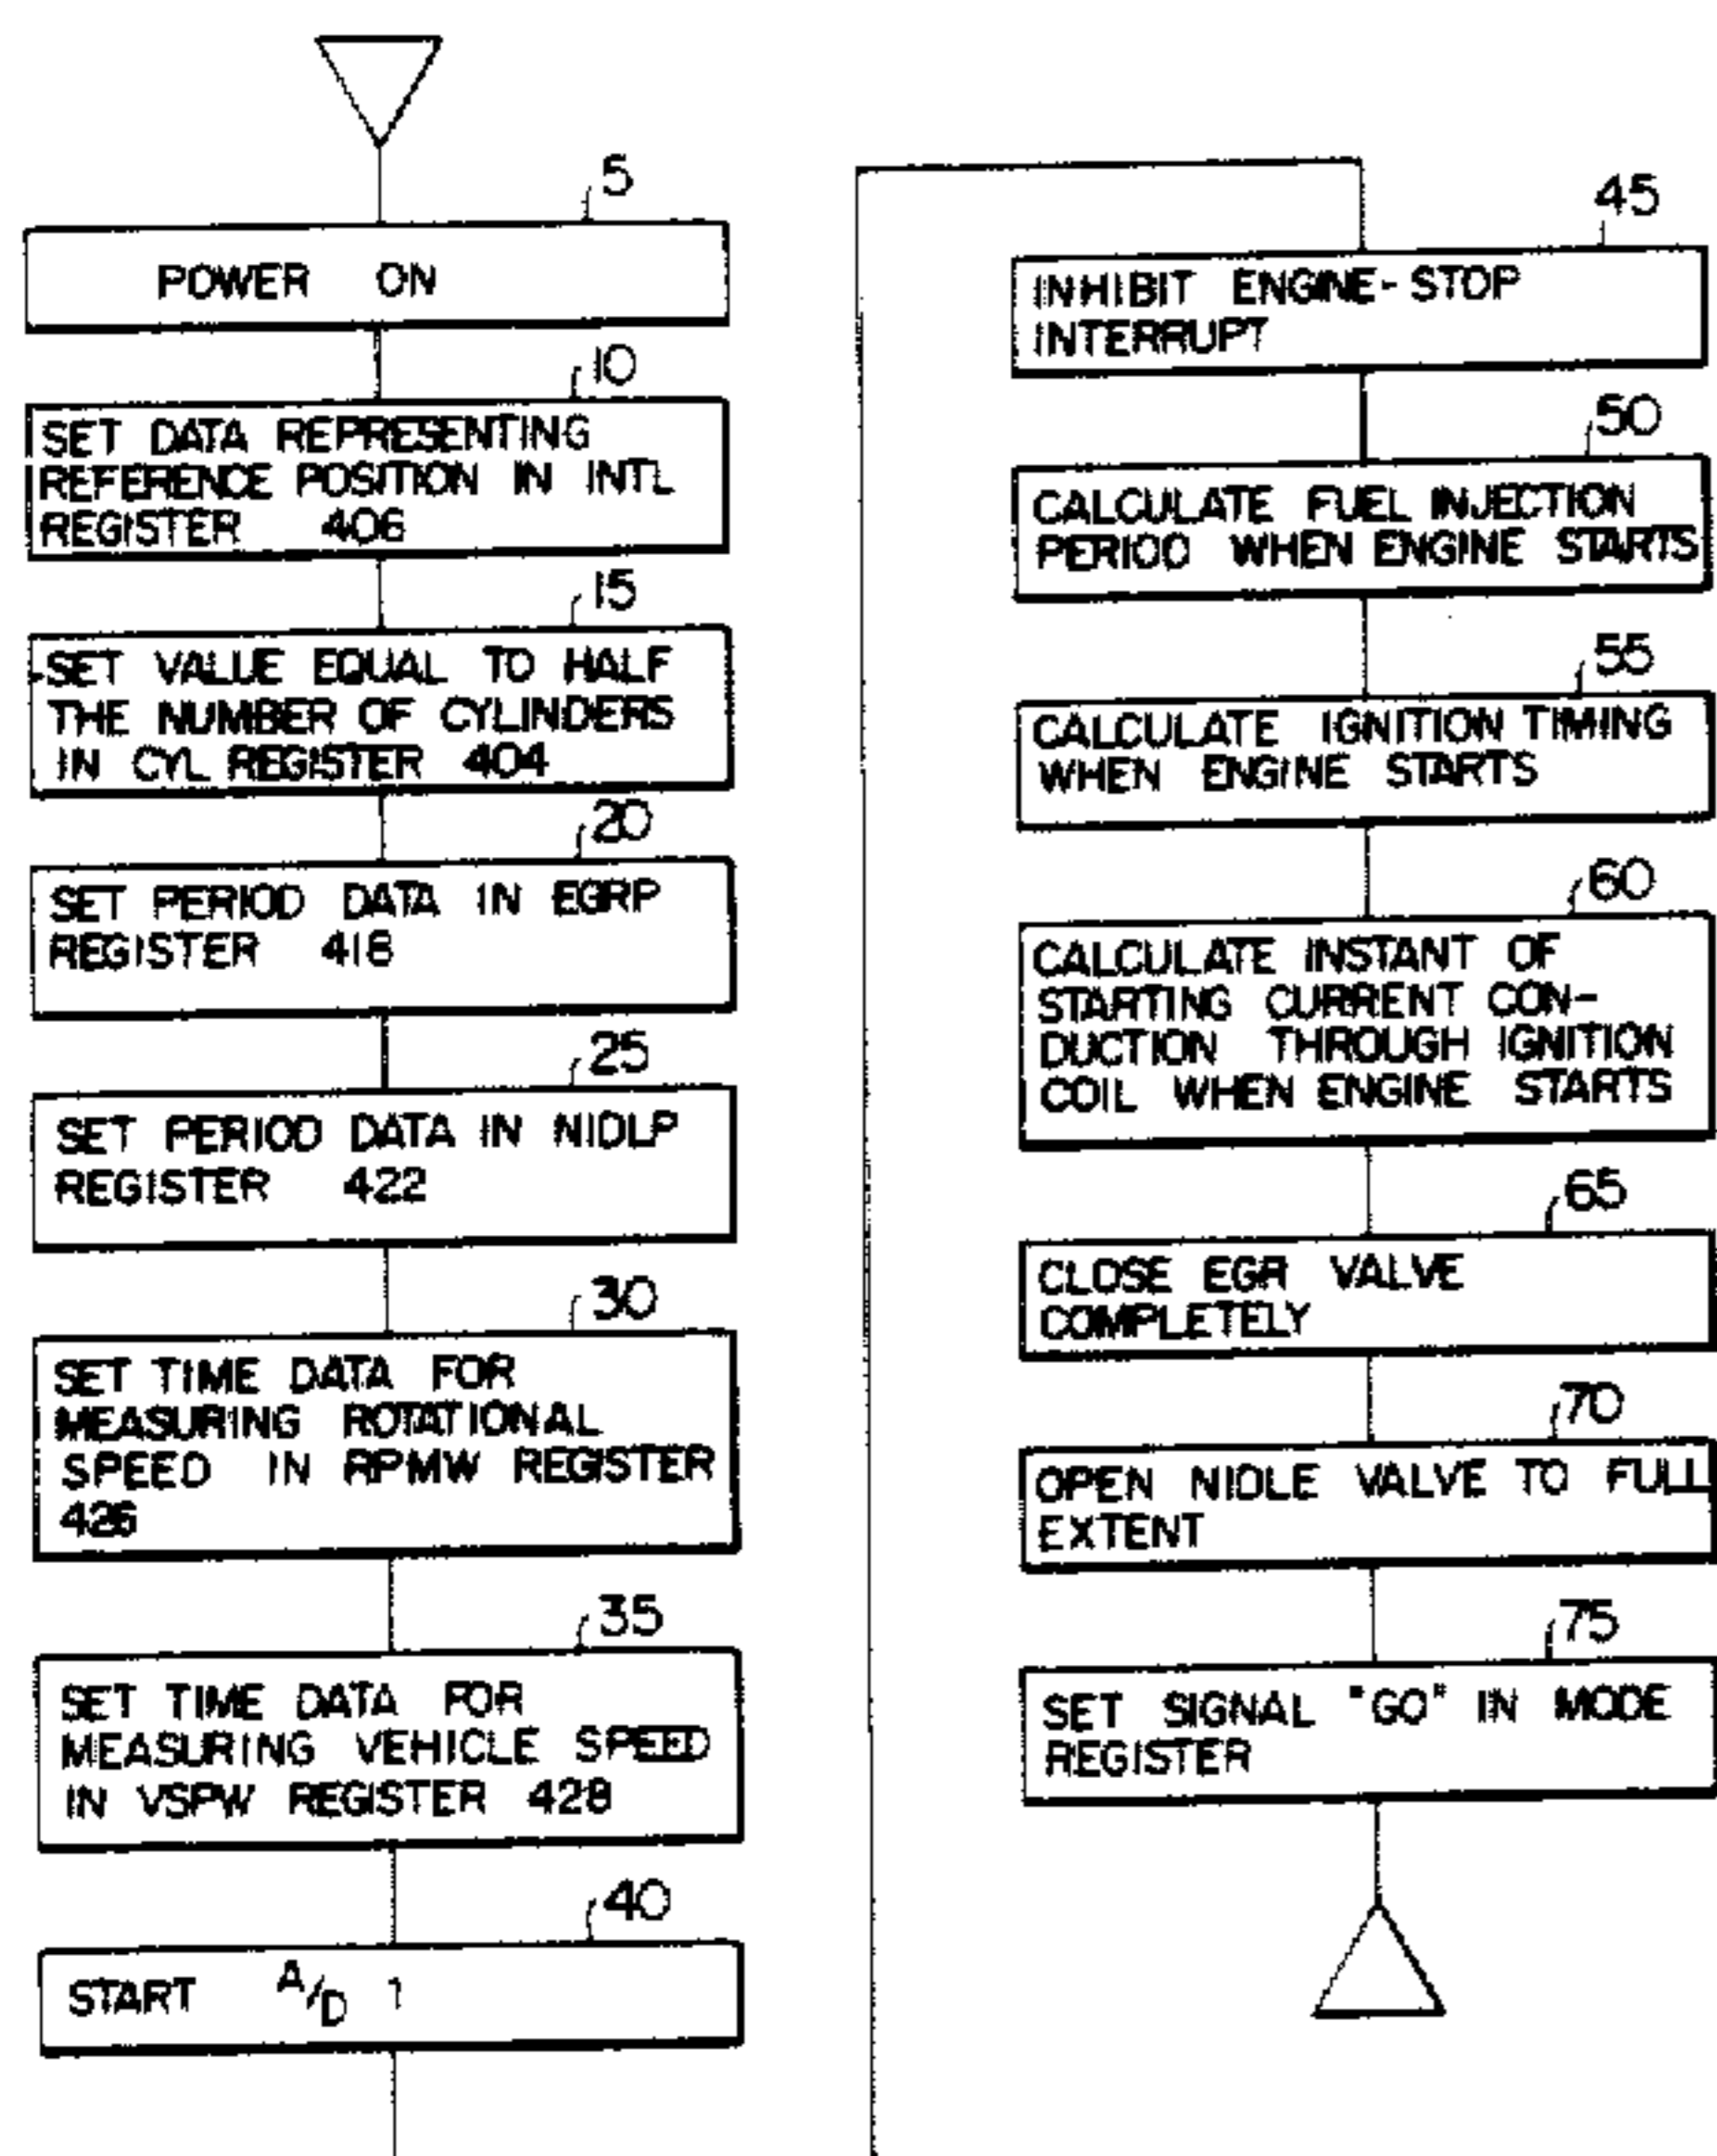 5
POWER ON
10
SET DATA REPRESENTING
REFERENCE POSITION IN INTL
REGISTER 406
15
SET VALUE EQUAL TO HALF
THE NUMBER OF CYLINDERS
IN CYL REGISTER 404
20
SET PERIOD DATA IN EGRP
REGISTER 418
25
SET PERIOD DATA IN NIDLP
REGISTER 422
30
SET TIME DATA FOR
MEASURING ROTATIONAL
SPEED IN RPMW REGISTER
426
35
SET TIME DATA FOR
MEASURING VEHICLE SPEED
IN VSPW REGISTER 428
40
START A/D 1
45
INHIBIT ENGINE-STOP
INTERRUPT
50
CALCULATE FUEL INJECTION
PERIOD WHEN ENGINE STARTS
55
CALCULATE IGNITION TIMING
WHEN ENGINE STARTS
60
CALCULATE INSTANT OF
STARTING CURRENT CON-
DUCTION THROUGH IGNITION
COIL WHEN ENGINE STARTS
65
CLOSE EGR VALVE
COMPLETELY
70
OPEN NIDLE VALVE TO FULL
EXTENT
75
SET SIGNAL "GO" IN MODE
REGISTER